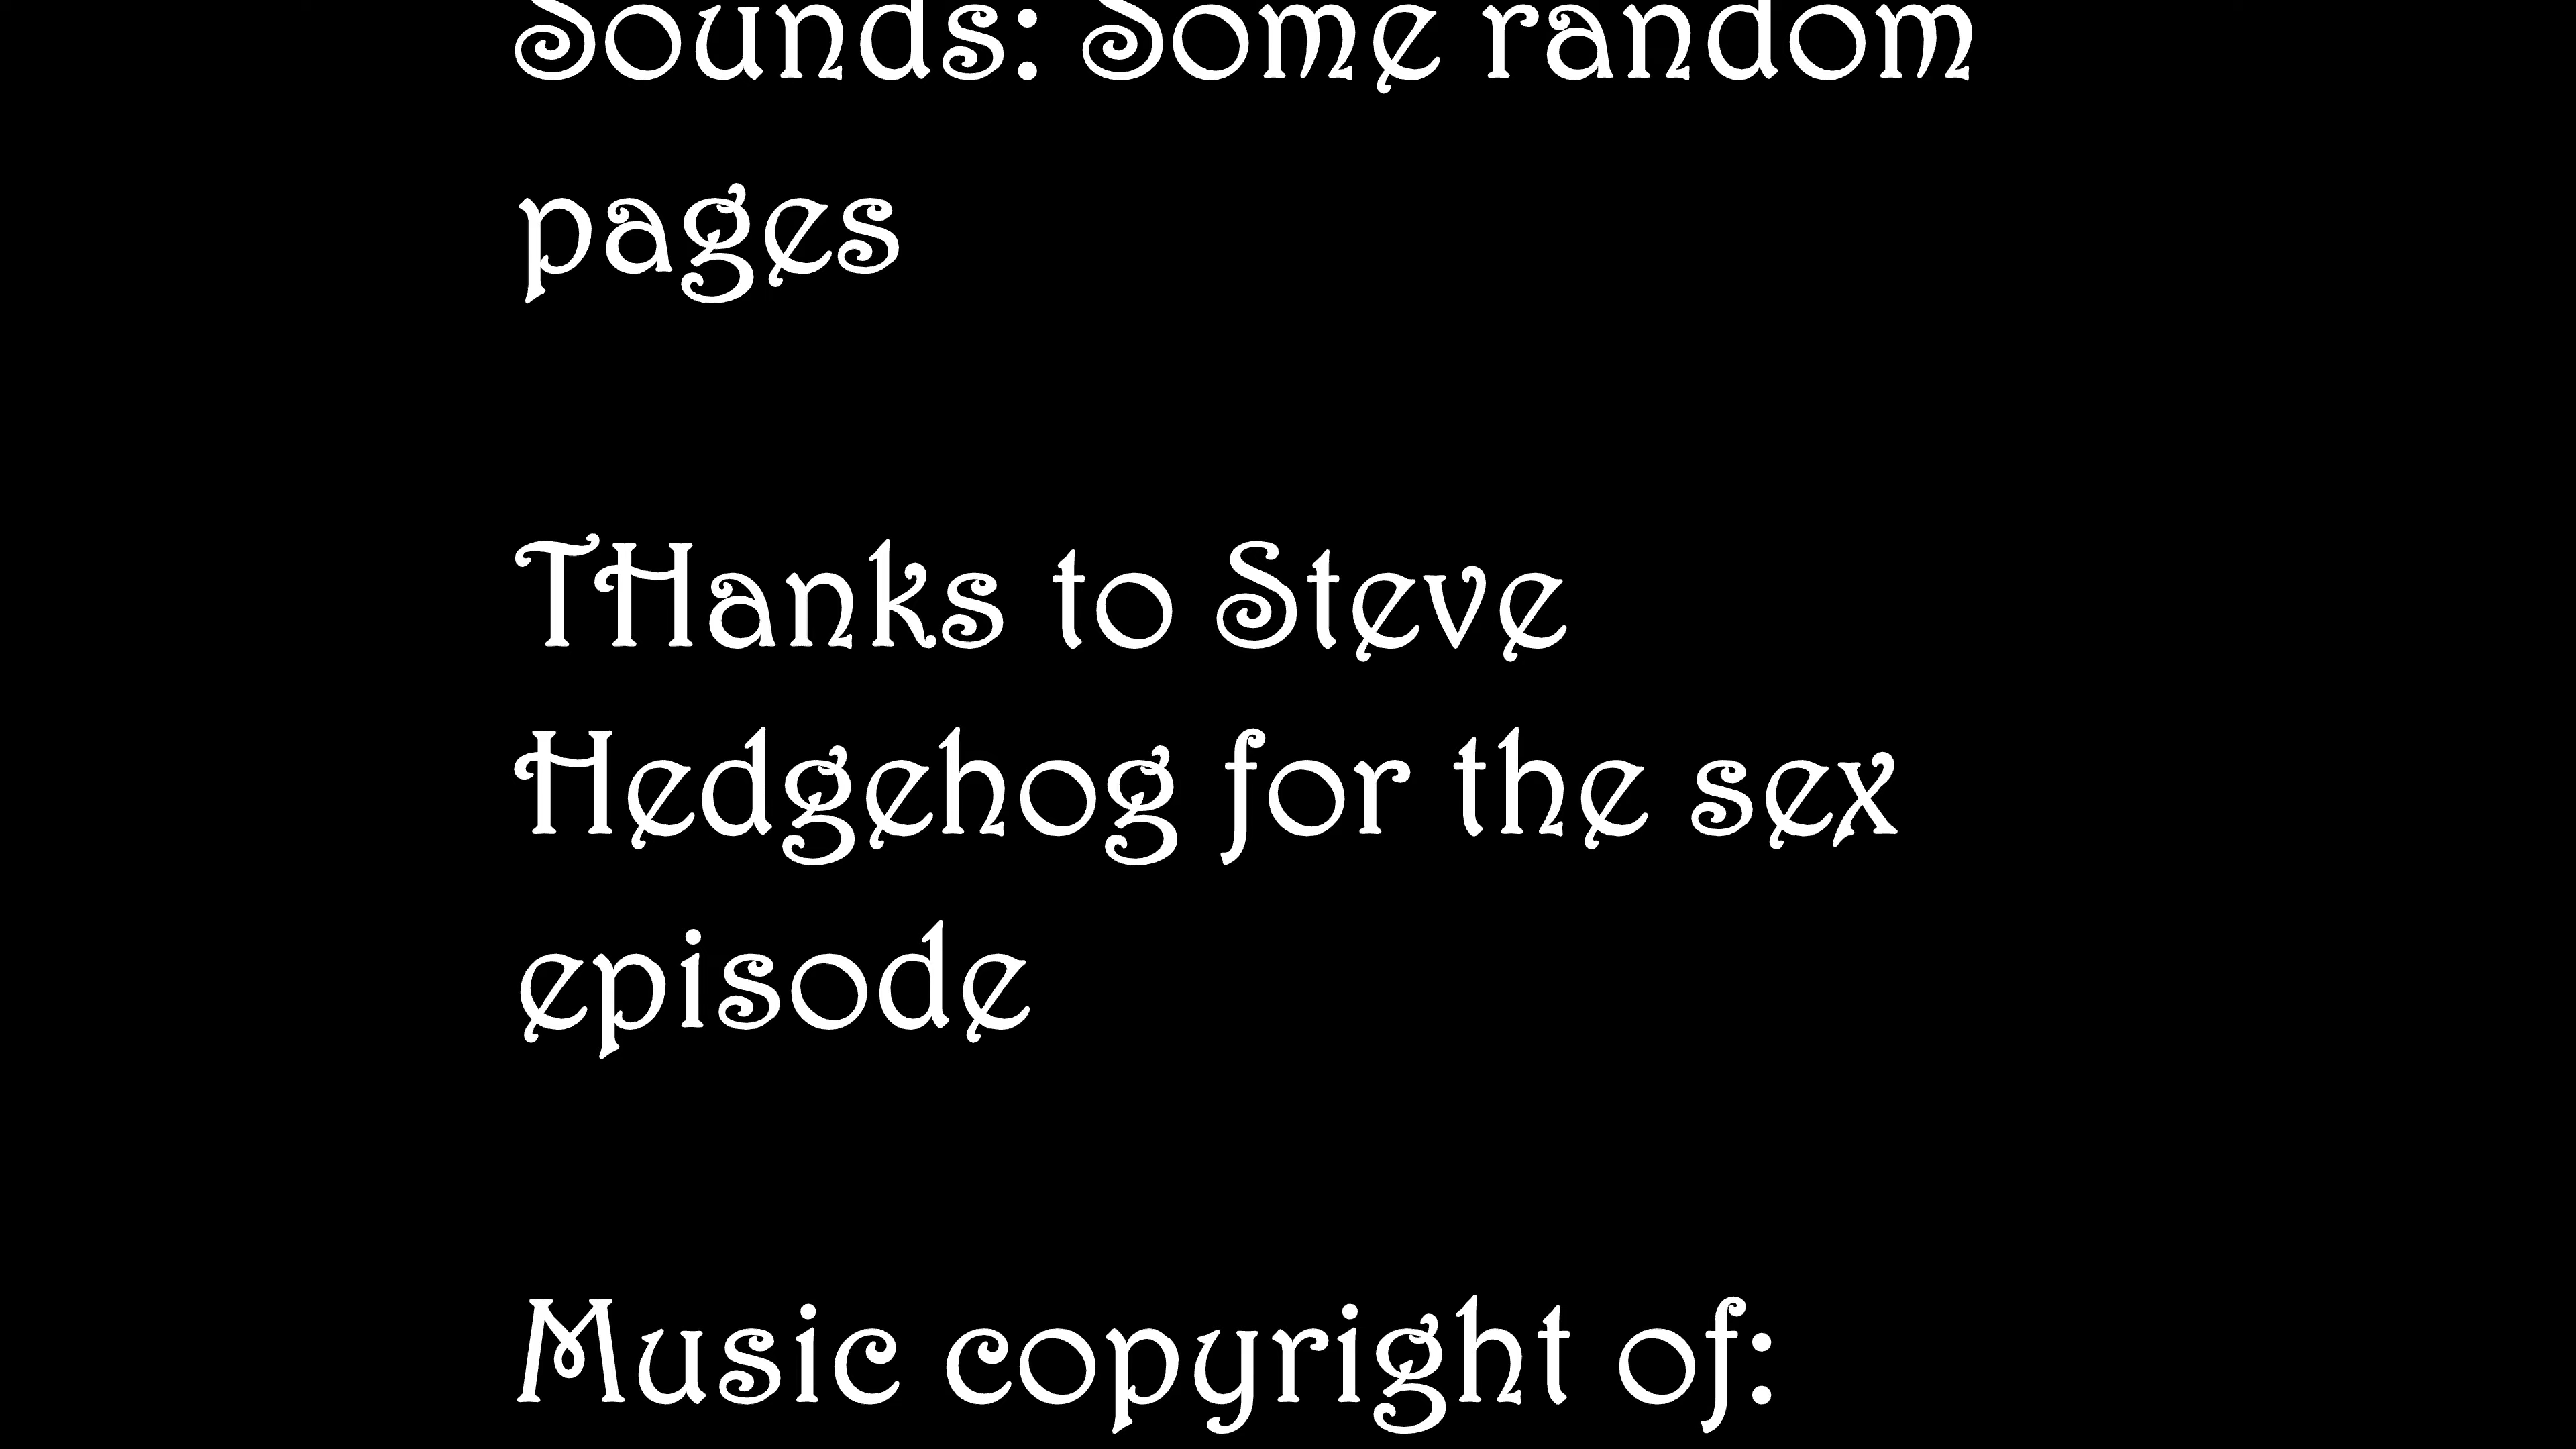 Sounds: Some random
pages
THanks to Steve
Hedgehog for the sex
episode
Music copyright of: